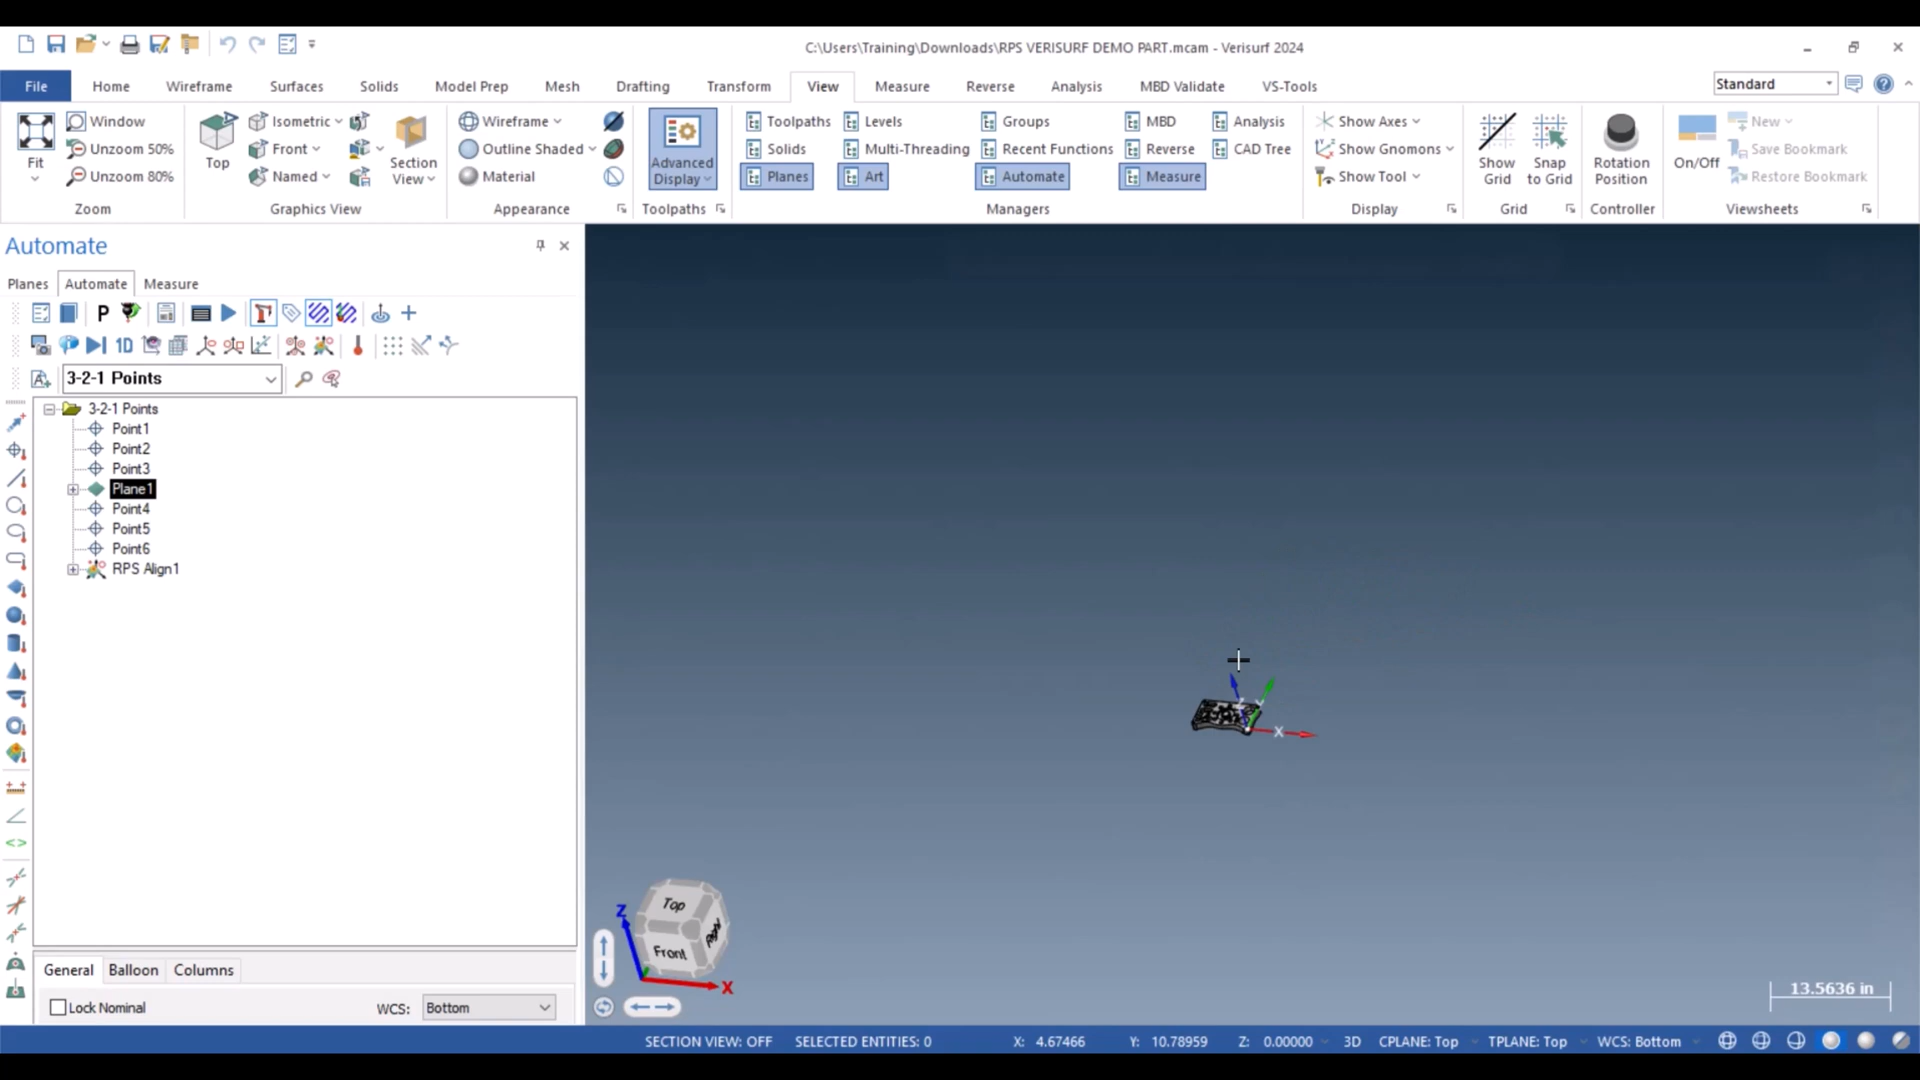 C:\Users\Training\Downloads\RPS VERISURF DEMO PART.mcam - Verisurf 2024
File Home Wireframe Surfaces Solids Model Prep Mesh Drafting Transform View Measure Reverse Analysis MBD Validate VS-Tools Standard
Window Isometric Wireframe Toolpaths Levels Groups MBD Analysis Show Axes New
Unzoom 50% Front Outline Shaded Solids Multi-Threading Recent Functions Reverse CAD Tree Show Gnomons Save Bookmark
Fit Top Section View Advanced Display Show Grid Snap to Grid Rotation Position On/Off
Unzoom 80% Named Material Planes Art Automate Measure Show Tool Restore Bookmark
Zoom Graphics View Appearance Toolpaths Managers Display Grid Controller Viewsheets
Automate
Planes Automate Measure
P
1D
3-2-1 Points
3-2-1 Points
Point1
Point2
Point3
Plane1
Point4
Point5
Point6
RPS Align1
X
Z
Top
Front
Right
X
General Balloon Columns
13.5636 in
Lock Nominal WCS: Bottom
SECTION VIEW: OFF SELECTED ENTITIES: 0 X: 4.67466 Y: 10.78959 Z: 0.00000 3D CPLANE: Top TPLANE: Top WCS: Bottom